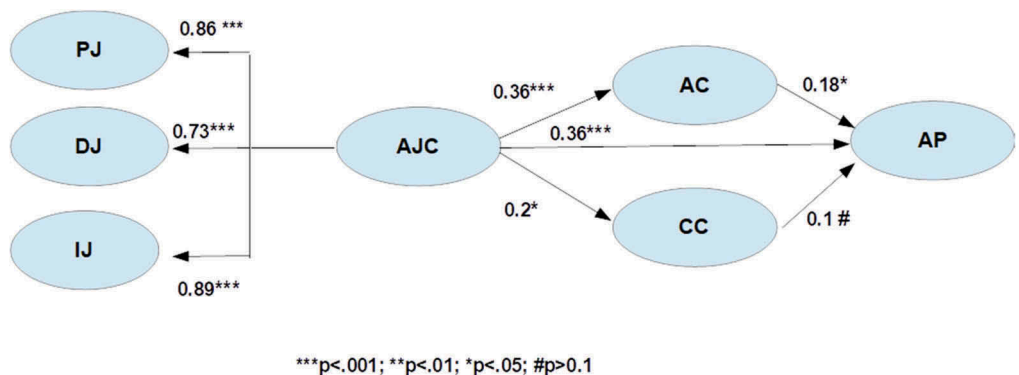 PJ
0.86 ***
DJ
0.73***
IJ
0.89***
AJC
0.36***
AC
0.18*
0.36***
AP
0.2*
CC
0.1 #
***p<.001; **p<.01; *p<.05; #p>0.1